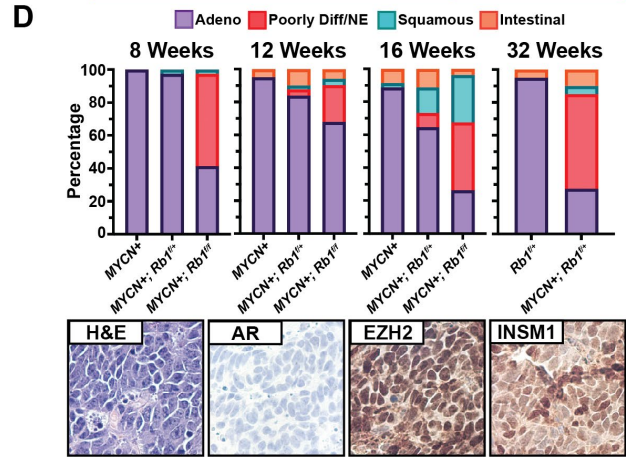 D
Adeno Poorly Diff/NE Squamous Intestinal
8 Weeks 12 Weeks 16 Weeks 32 Weeks
Percentage
100
80
60
40
20
0
MYCN+
MYCN+; Rb1f/+
MYCN+; Rb1f/f
MYCN+
MYCN+; Rb1f/+
MYCN+; Rb1f/f
MYCN+
MYCN+; Rb1f/+
MYCN+; Rb1f/f
Rb1f/+
MYCN+; Rb1f/+
H&E AR EZH2 INSM1